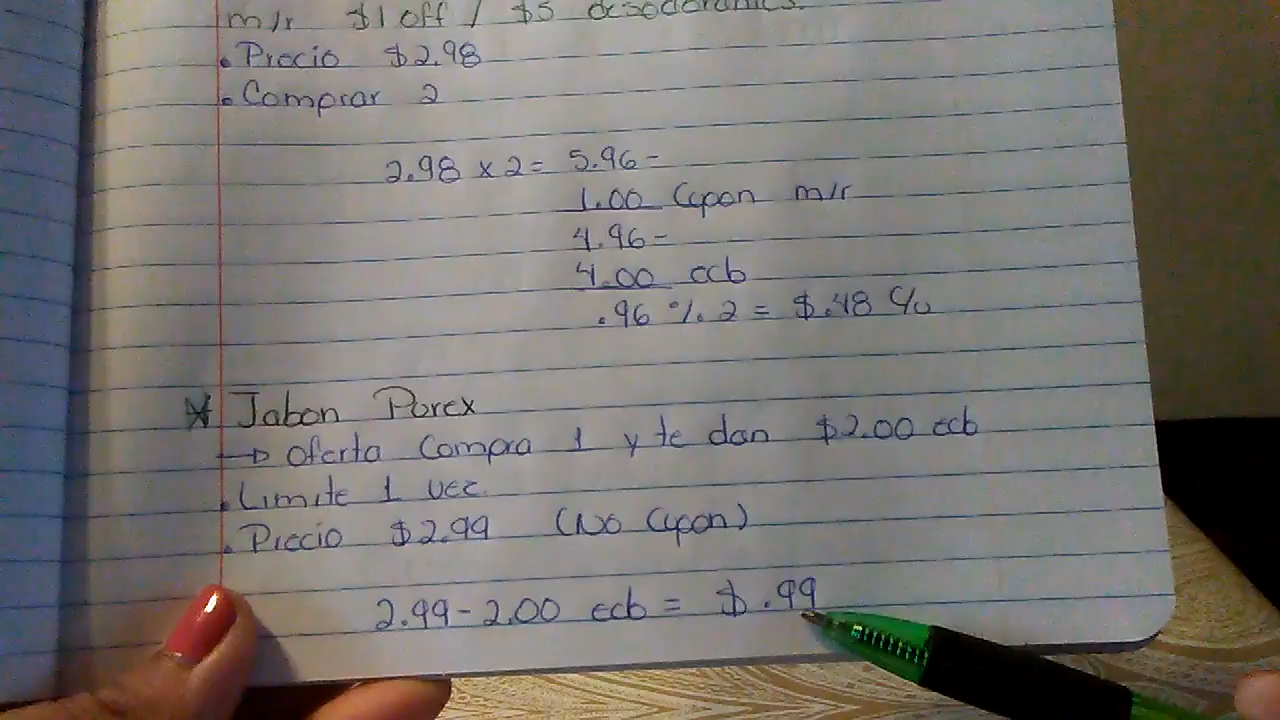 m/r $1 off / $5 desodorantes.
• Precio $2.98
• Comprar 2
2.98 x 2 = 5.96 -
1.00 Cupon m/r
4.96 -
4.00 ecb
.96 % 2 = $.48 c/u
* Jabon Porex
→ Oferta Compra 1 y te dan $2.00 ecb
• Limite 1 vez.
• Precio $2.99 (No Cupon)
2.99 - 2.00 ecb = $.99